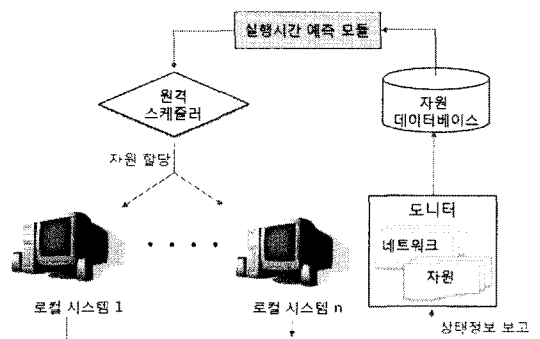 실행시간 예측 모듈
원격
스케쥴러
자원
데이터베이스
자원 할당
모니터
네트워크
자원
로컬 시스템 1
로컬 시스템 n
상태정보 보고